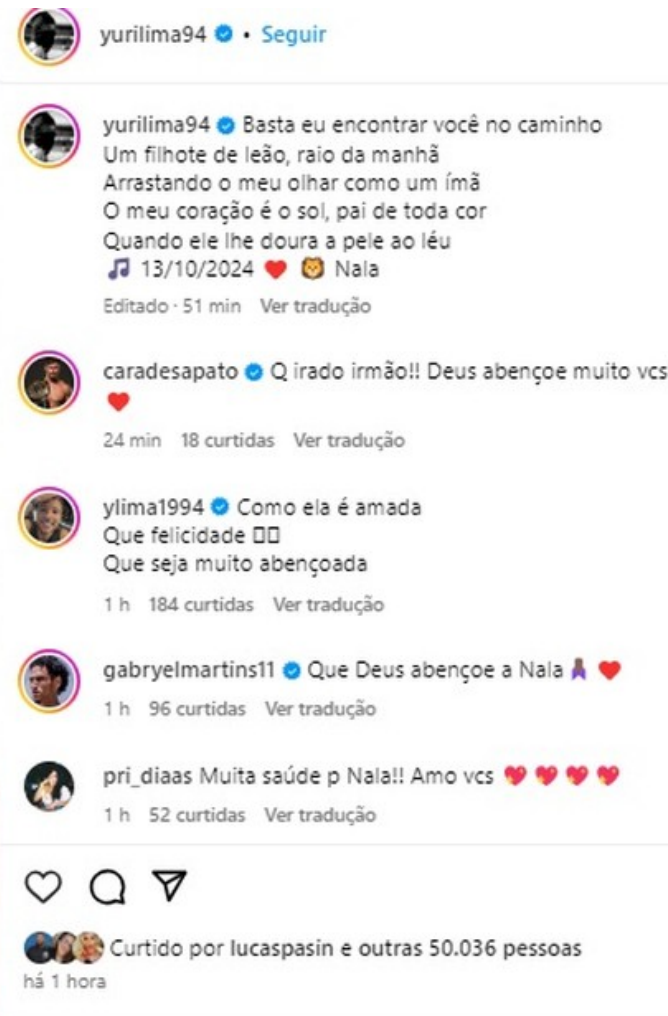 yurilima94 • Seguir
yurilima94 Basta eu encontrar você no caminho
Um filhote de leão, raio da manhã
Arrastando o meu olhar como um ímã
O meu coração é o sol, pai de toda cor
Quando ele lhe doura a pele ao léu
🎵 13/10/2024 ❤️ 🦁 Nala
Editado · 51 min Ver tradução
caradesapato Q irado irmão!! Deus abençoe muito vcs
❤️
24 min 18 curtidas Ver tradução
ylima1994 Como ela é amada
Que felicidade
Que seja muito abençoada
1 h 184 curtidas Ver tradução
gabryelmartins11 Que Deus abençoe a Nala ❤️
1 h 96 curtidas Ver tradução
pri_diaas Muita saúde p Nala!! Amo vcs 💖 💖 💖 💖
1 h 52 curtidas Ver tradução
Curtido por lucaspasin e outras 50.036 pessoas
há 1 hora